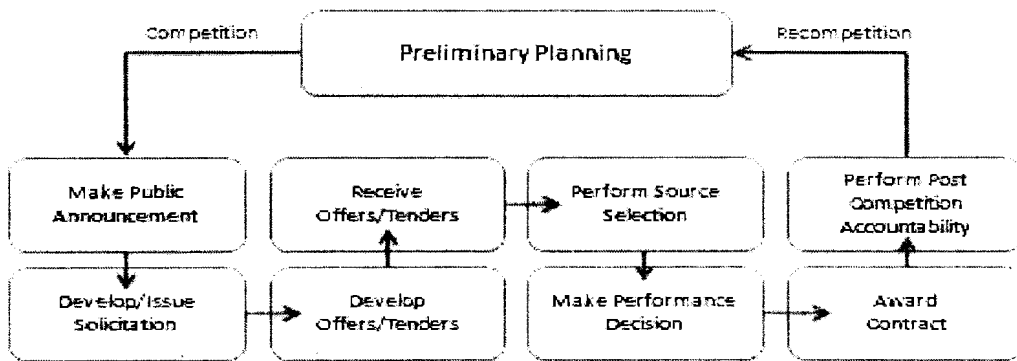 Competition
Preliminary Planning
Recompetition
Make Public
Announcement
Develop/Issue
Solicitation
Develop
Offers/Tenders
Receive
Offers/Tenders
Perform Source
Selection
Make Performance
Decision
Award
Contract
Perform Post
Competition
Accountability